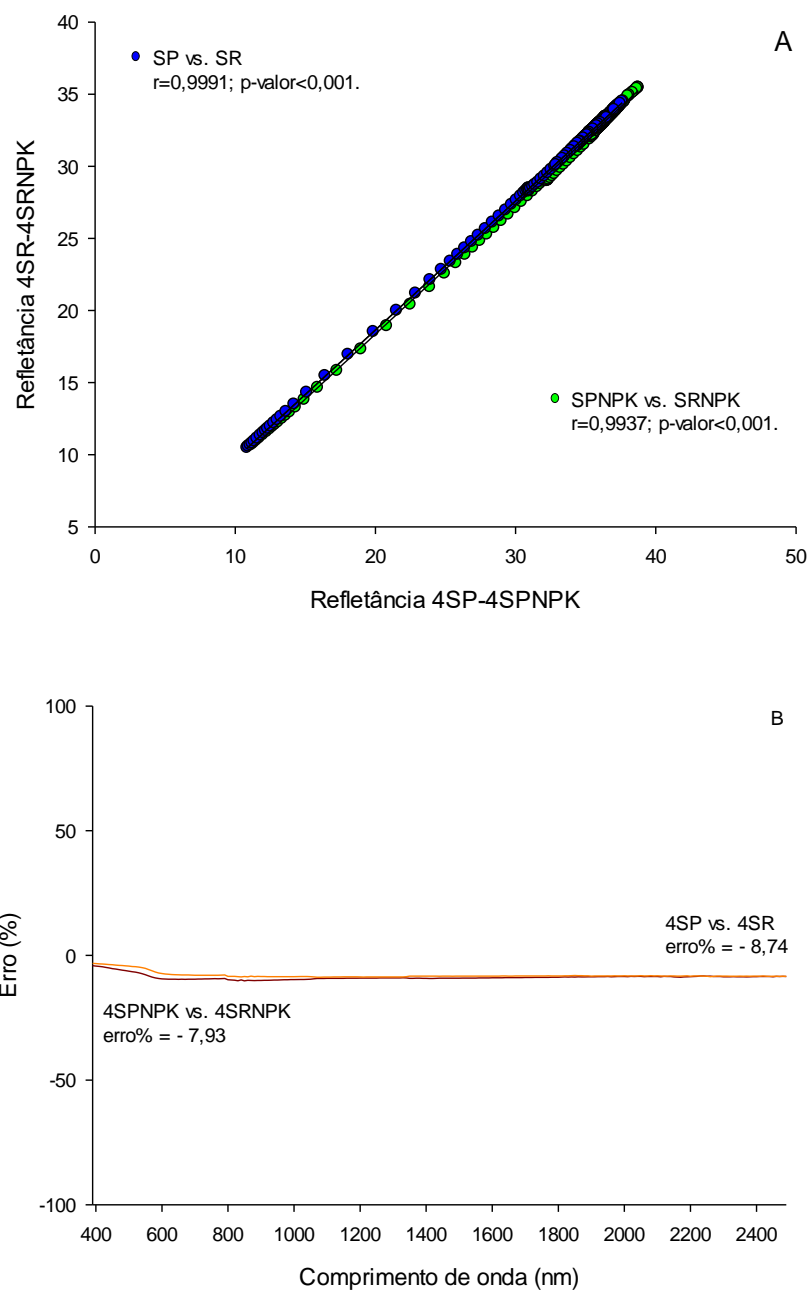 40
35
30
25
20
15
10
5
Refletância 4SR-4SRNPK
SP vs. SR
r=0,9991; p-valor<0,001.
A
SPNPK vs. SRNPK
r=0,9937; p-valor<0,001.
0 10 20 30 40 50
Refletância 4SP-4SPNPK
100
50
0
-50
-100
Erro (%)
B
4SP vs. 4SR
erro% = - 8,74
4SPNPK vs. 4SRNPK
erro% = - 7,93
400 600 800 1000 1200 1400 1600 1800 2000 2200 2400
Comprimento de onda (nm)